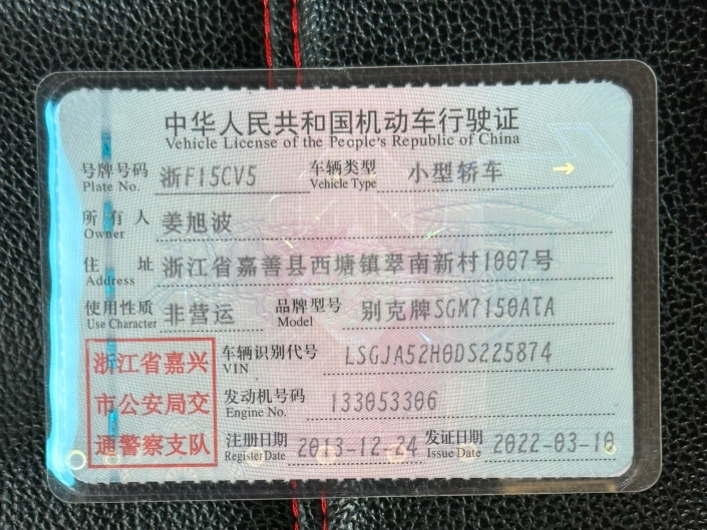 中华人民共和国机动车行驶证
Vehicle License of the People's Republic of China
号牌号码 浙F15CV5 车辆类型 小型轿车
Plate No. Vehicle Type
所有人 姜旭波
Owner
住址 浙江省嘉善县西塘镇翠南新村1007号
Address
使用性质 非营运 品牌型号 别克牌SGM7150ATA
Use Character Model
浙江省嘉兴 车辆识别代号 LSGJA52H0DS225874
VIN
市公安局交 发动机号码 133053306
Engine No.
通警察支队 注册日期 2013-12-24 发证日期 2022-03-10
Register Date Issue Date